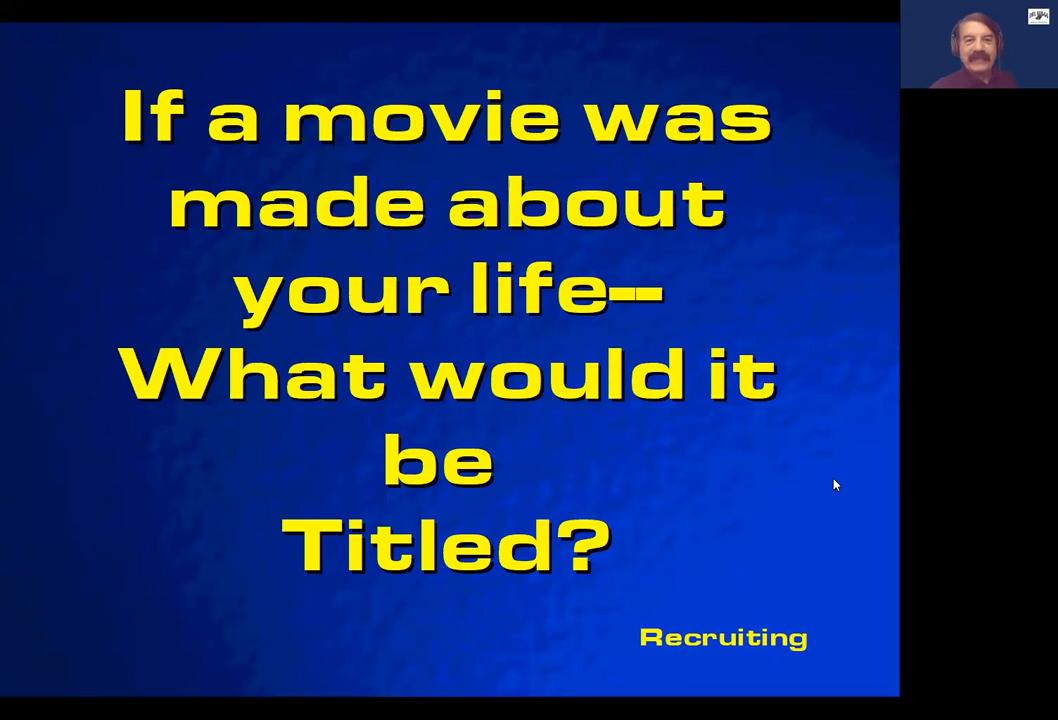 If a movie was
made about
your life--
What would it
be
Titled?
Recruiting